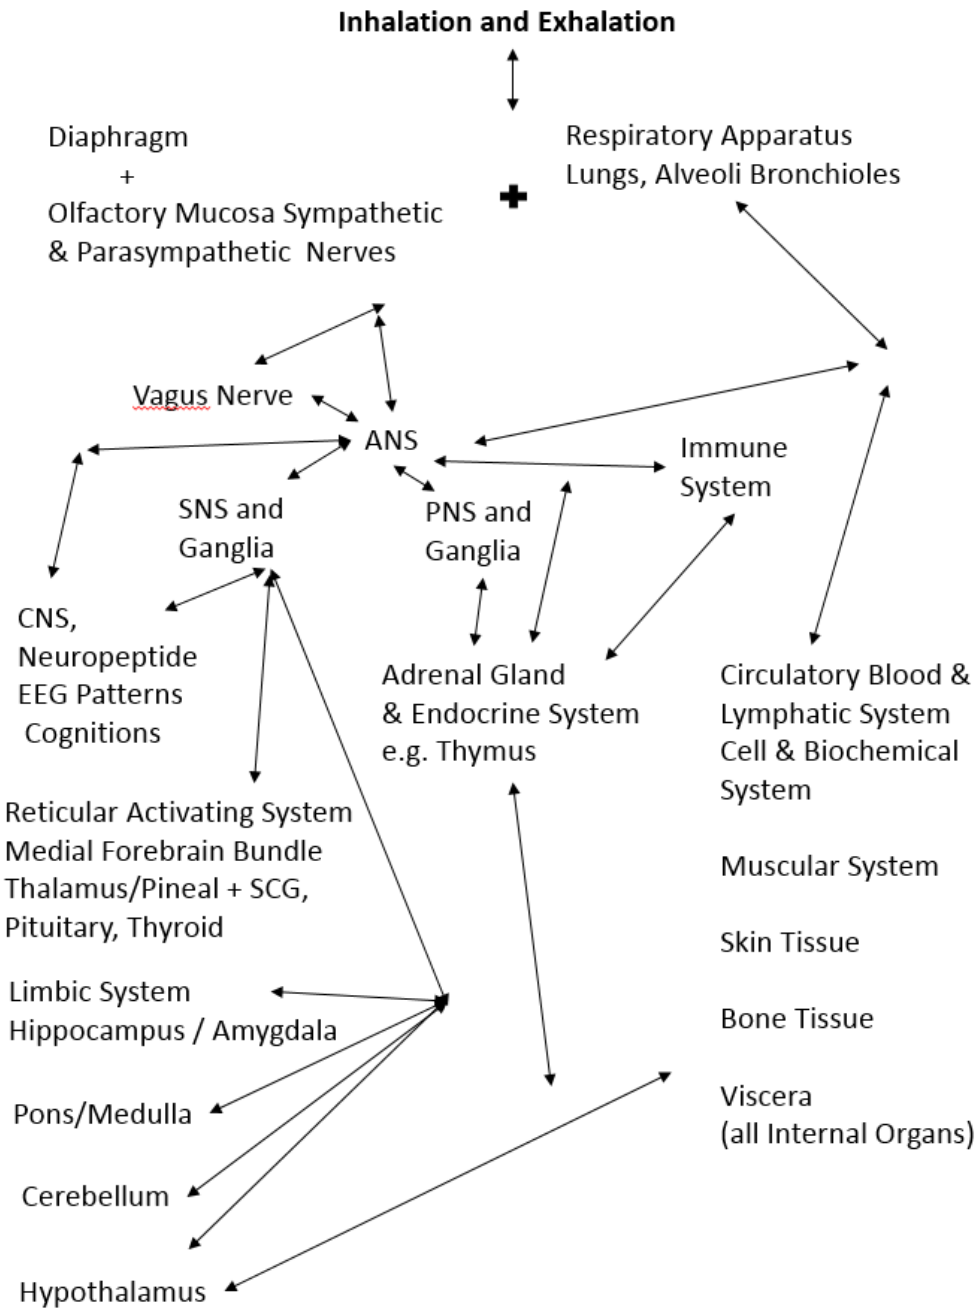 Inhalation and Exhalation
Diaphragm
+
Olfactory Mucosa Sympathetic
& Parasympathetic Nerves
Respiratory Apparatus
Lungs, Alveoli Bronchioles
Vagus Nerve
ANS
Immune
System
SNS and
Ganglia
PNS and
Ganglia
CNS,
Neuropeptide
EEG Patterns
Cognitions
Adrenal Gland
& Endocrine System
e.g. Thymus
Circulatory Blood &
Lymphatic System
Cell & Biochemical
System
Muscular System
Skin Tissue
Bone Tissue
Viscera
(all Internal Organs)
Reticular Activating System
Medial Forebrain Bundle
Thalamus/Pineal + SCG,
Pituitary, Thyroid
Limbic System
Hippocampus / Amygdala
Pons/Medulla
Cerebellum
Hypothalamus